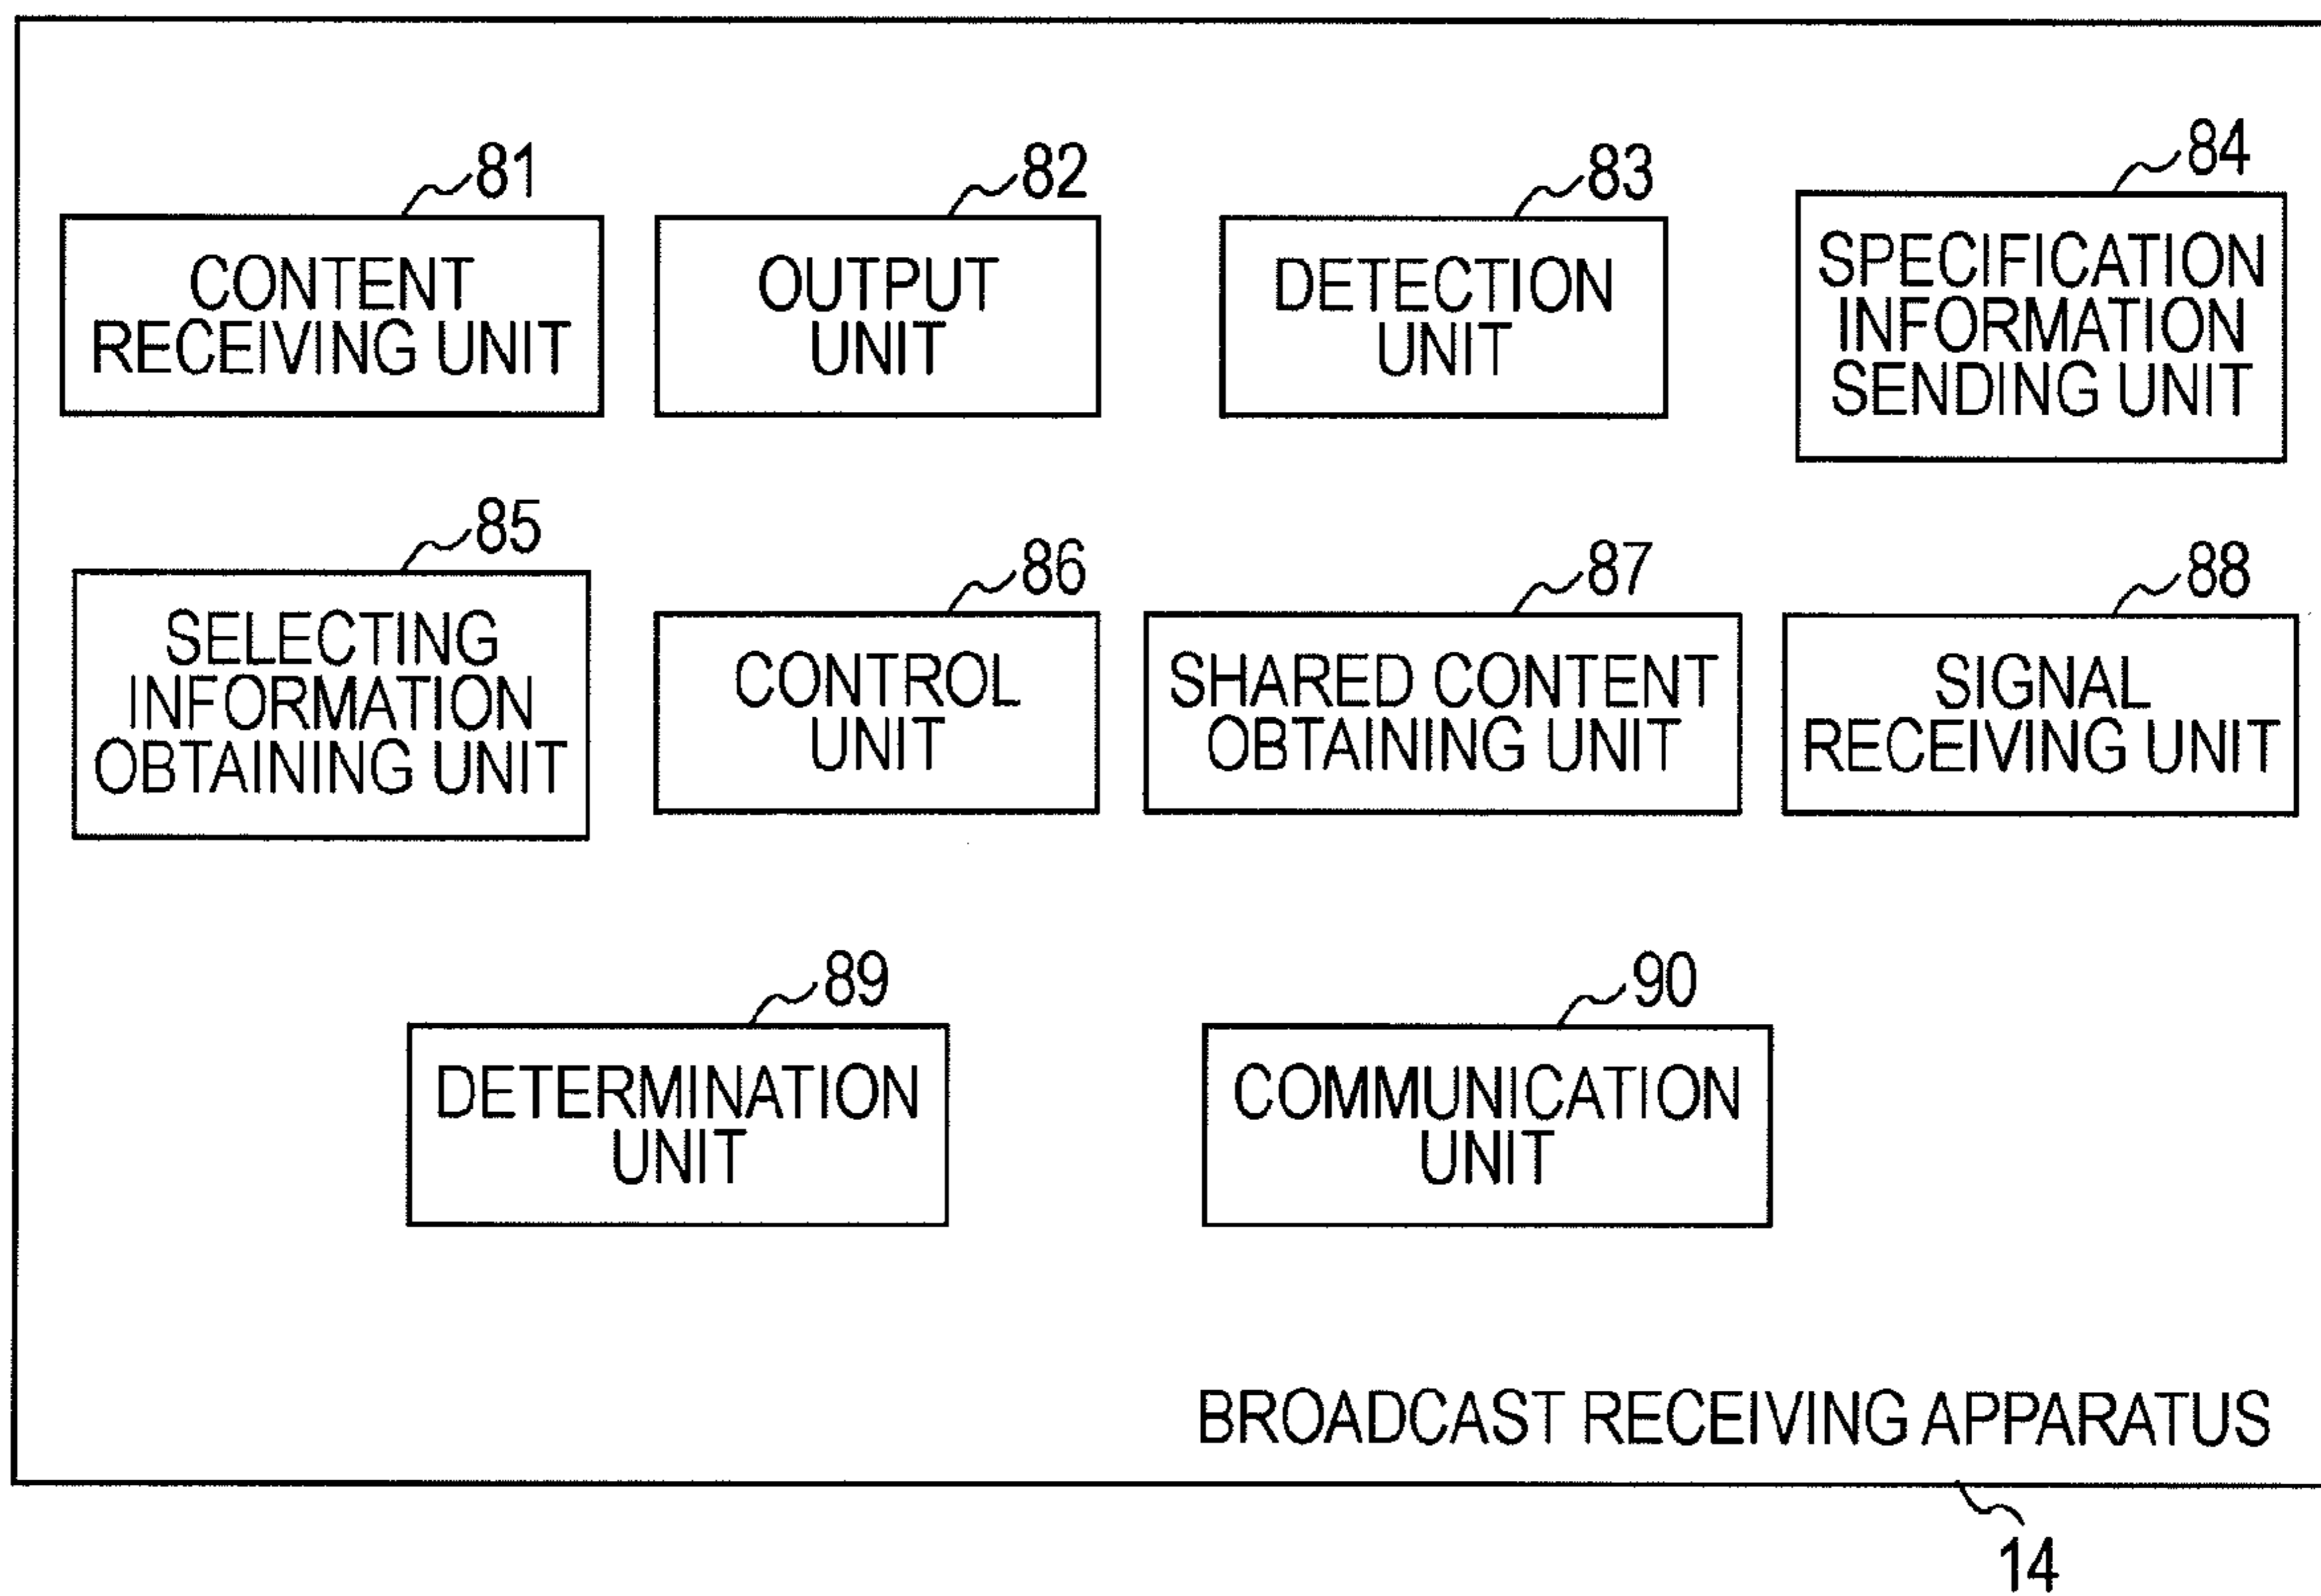 81
CONTENT
RECEIVING UNIT
82
OUTPUT
UNIT
83
DETECTION
UNIT
84
SPECIFICATION
INFORMATION
SENDING UNIT
85
SELECTING
INFORMATION
OBTAINING UNIT
86
CONTROL
UNIT
87
SHARED CONTENT
OBTAINING UNIT
88
SIGNAL
RECEIVING UNIT
89
DETERMINATION
UNIT
90
COMMUNICATION
UNIT
BROADCAST RECEIVING APPARATUS
14